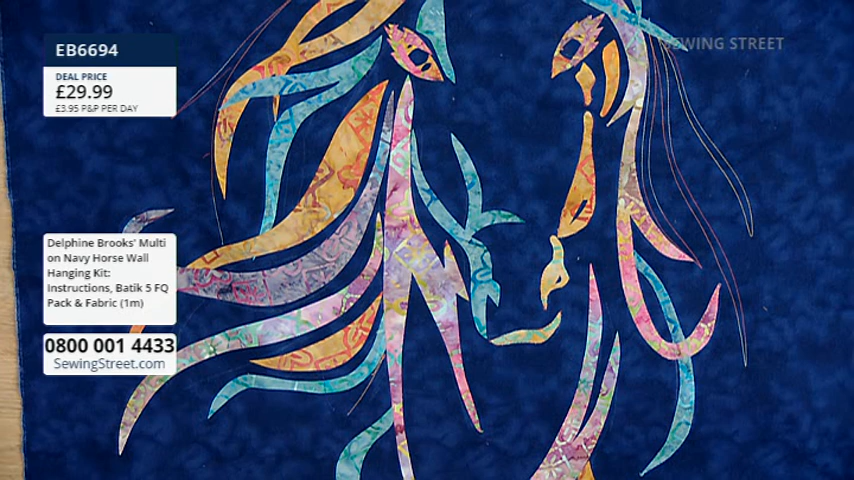 EB6694
SEWING STREET
DEAL PRICE
£29.99
£3.95 P&P PER DAY
Delphine Brooks' Multi
on Navy Horse Wall
Hanging Kit:
Instructions, Batik 5 FQ
Pack & Fabric (1m)
0800 001 4433
SewingStreet.com